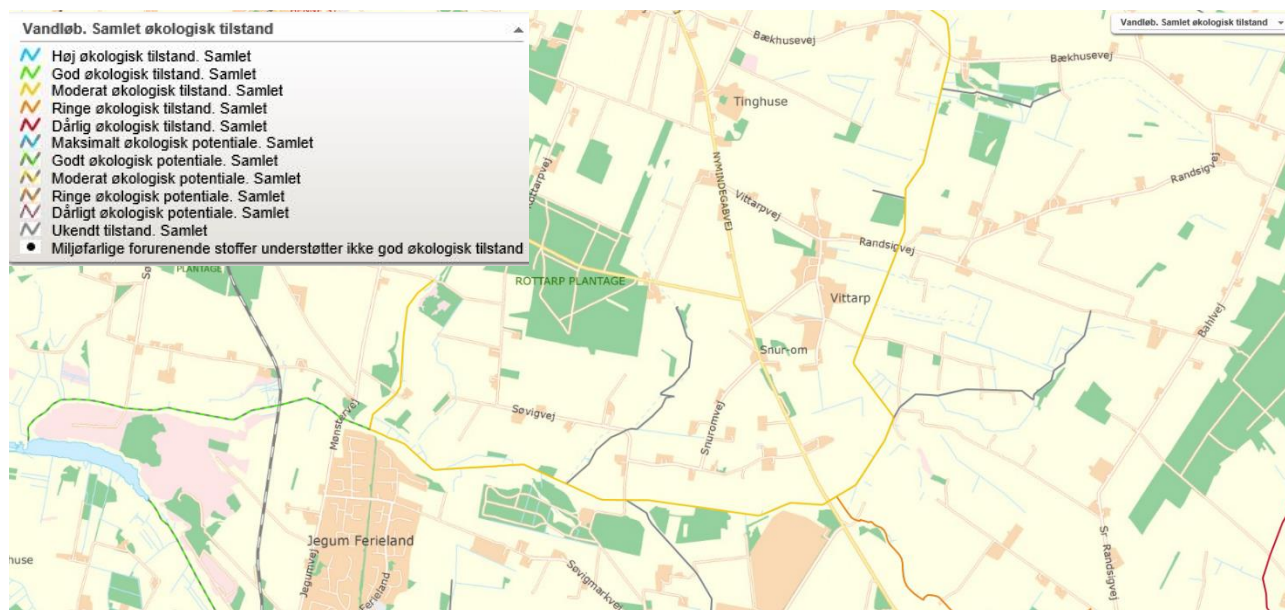 Vandløb. Samlet økologisk tilstand
Høj økologisk tilstand. Samlet
God økologisk tilstand. Samlet
Moderat økologisk tilstand. Samlet
Ringe økologisk tilstand. Samlet
Dårlig økologisk tilstand. Samlet
Maksimalt økologisk potentiale. Samlet
Godt økologisk potentiale. Samlet
Moderat økologisk potentiale. Samlet
Ringe økologisk potentiale. Samlet
Dårligt økologisk potentiale. Samlet
Ukendt tilstand. Samlet
Miljøfarlige forurenende stoffer understøtter ikke god økologisk tilstand
Vandløb. Samlet økologisk tilstand
Bækhusevej
Bækhusevej
Tinghuse
NYMINDEGABVEJ
Randsigvej
Vittarpvej
Randsigvej
PLANTAGE
ROTTARP PLANTAGE
Vittarp
Bahlvej
Snur-om
Søvigvej
Snuromvej
Mønstervej
Jegum Ferieland
Jegumvej
Ferieland
Søvigmarkvej
Sr Randsigvej
huse